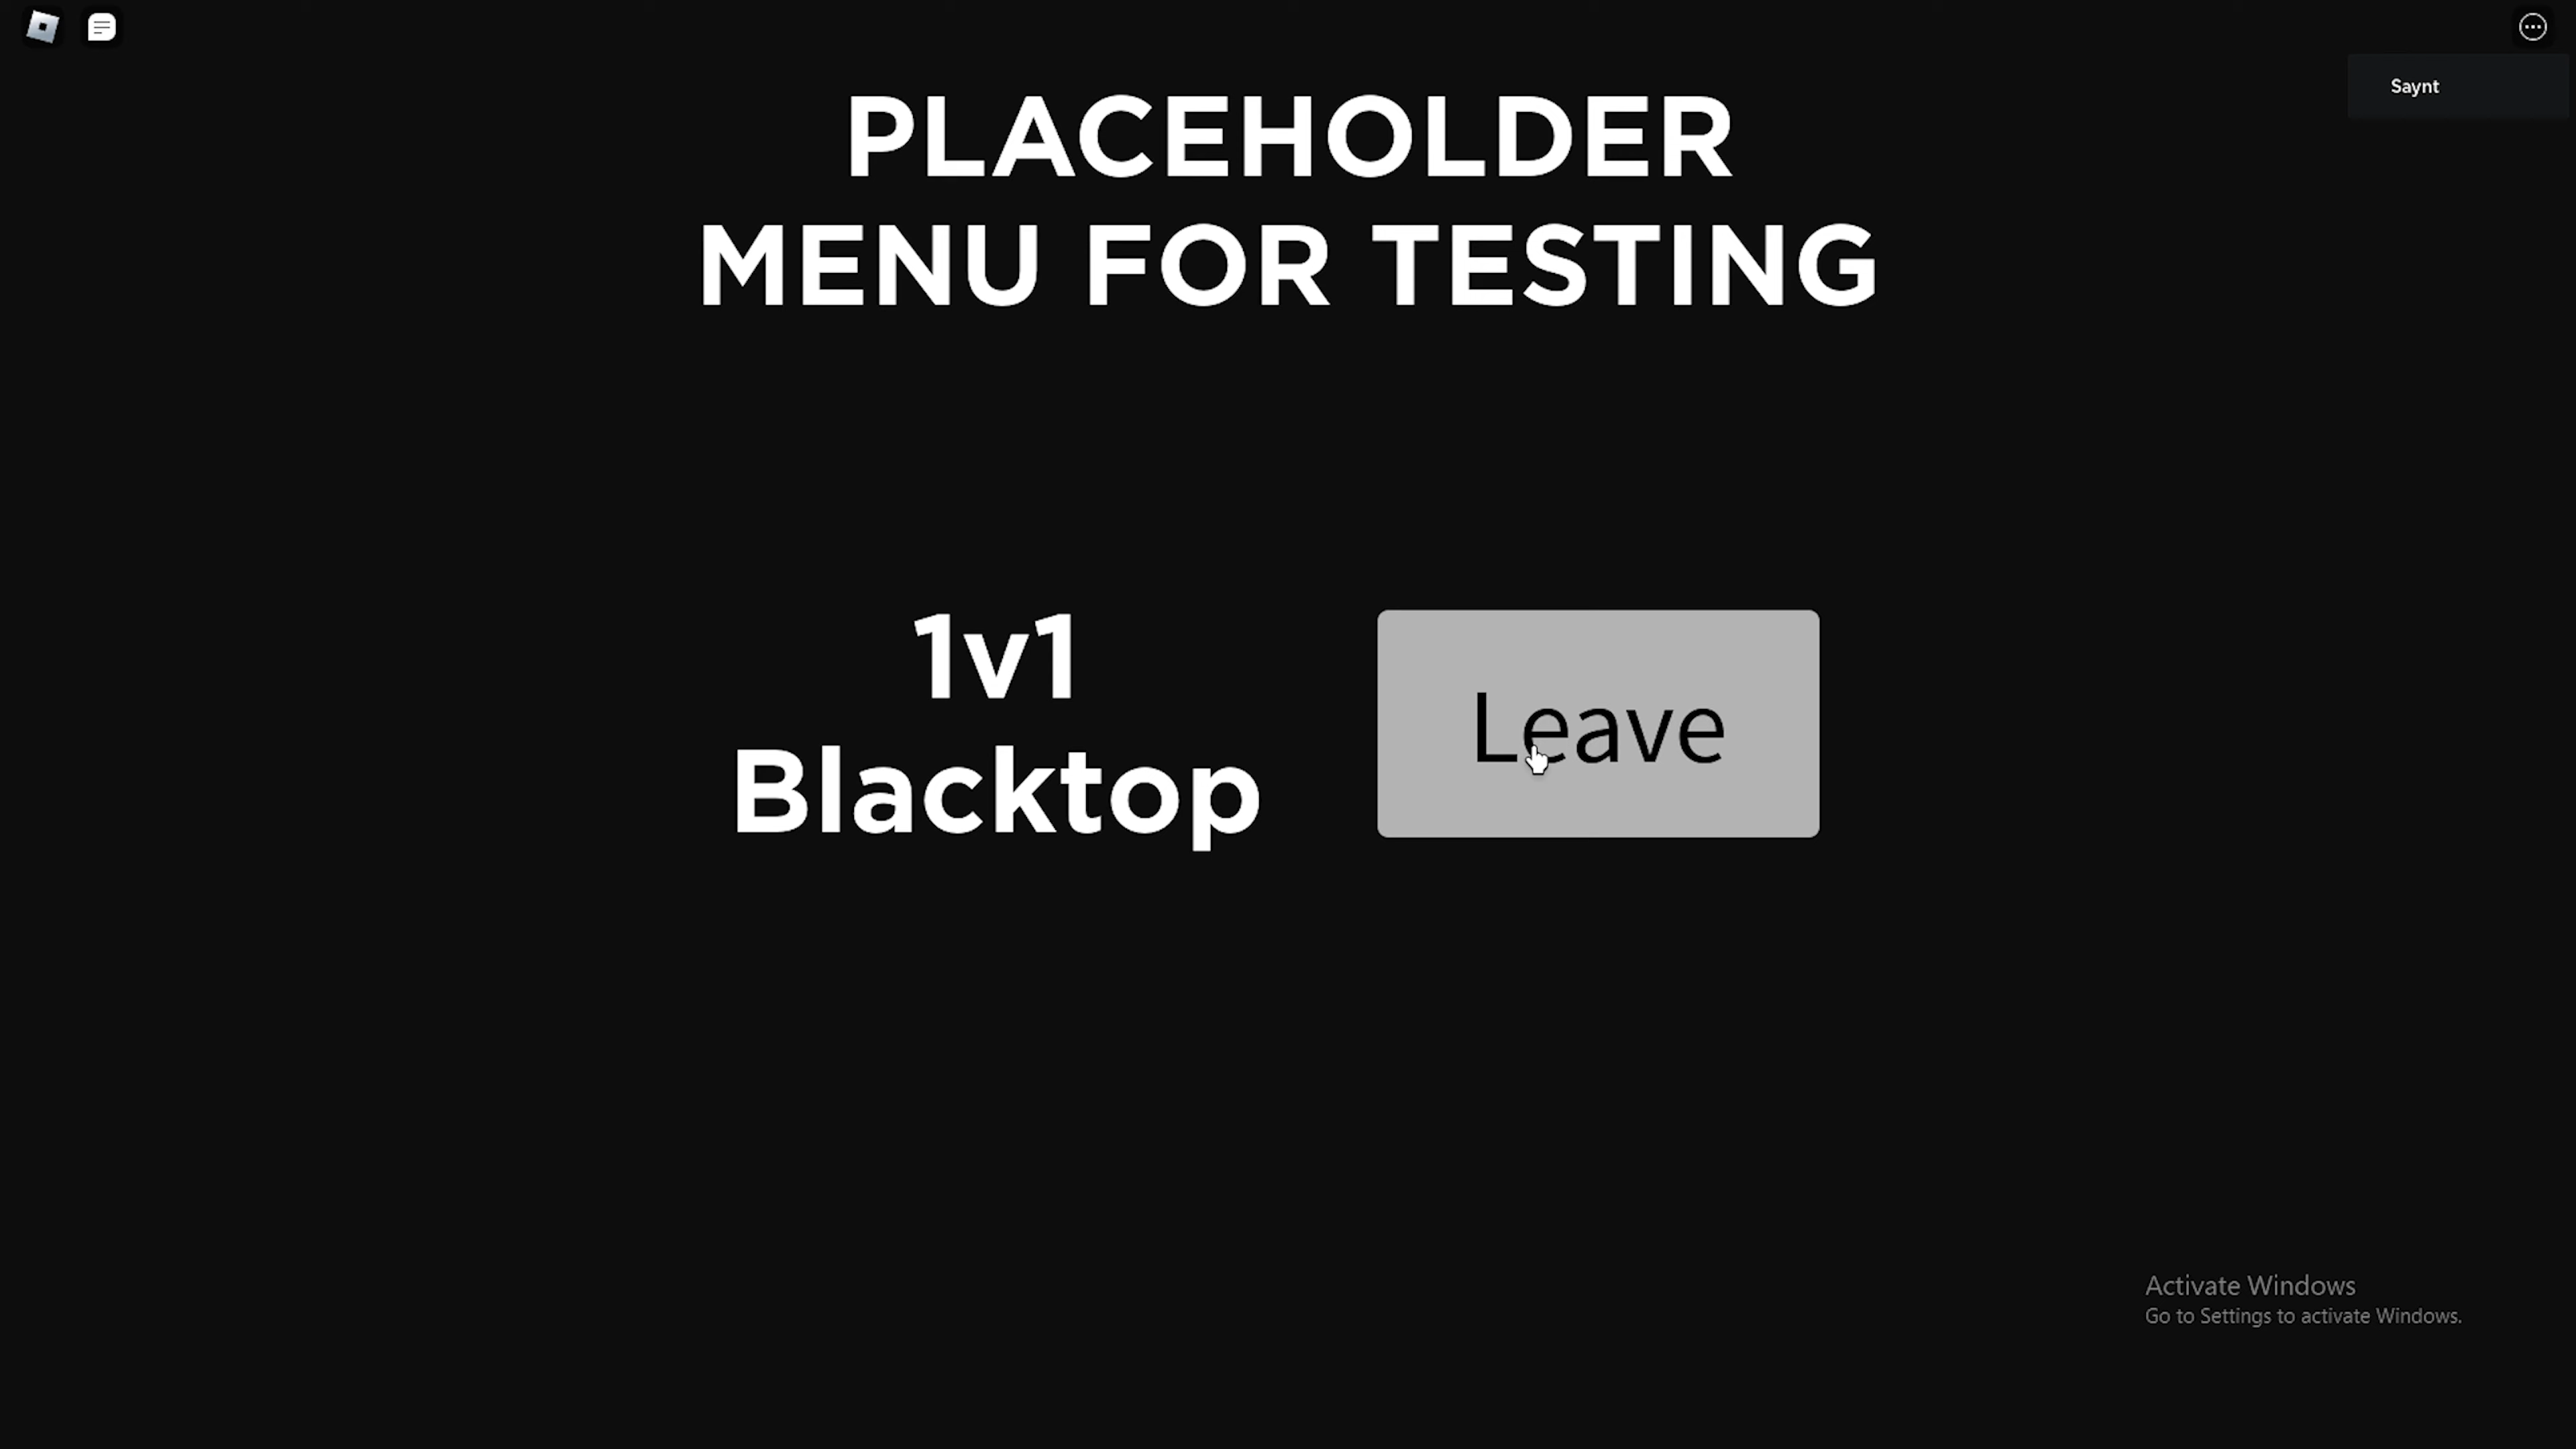 Saynt
PLACEHOLDER
MENU FOR TESTING
1v1
Blacktop
Leave
Activate Windows
Go to Settings to activate Windows.